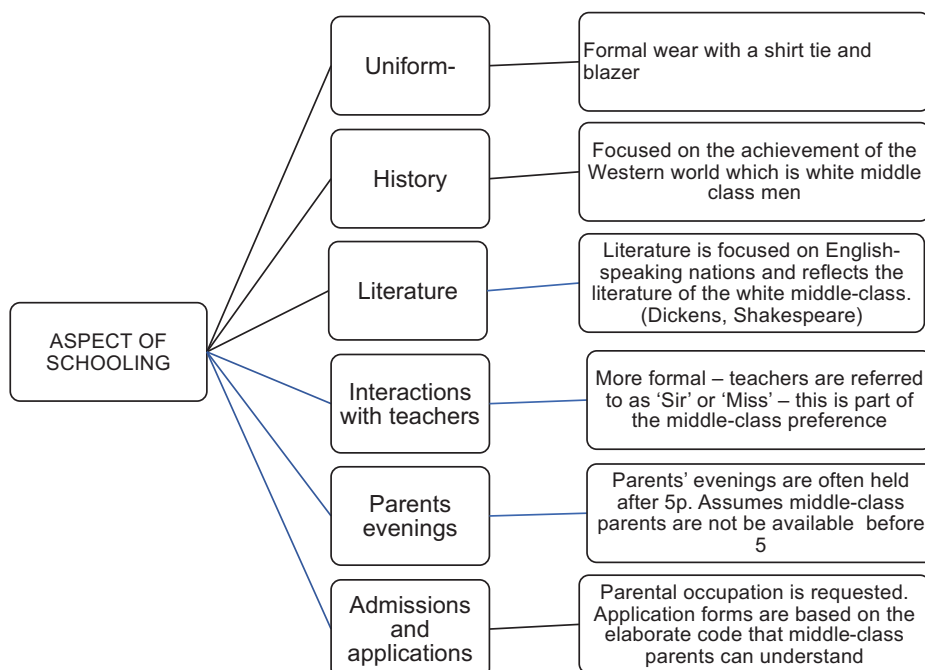 Uniform-
Formal wear with a shirt tie and
blazer
History
Focused on the achievement of the
Western world which is white middle
class men
Literature
Literature is focused on English-
speaking nations and reflects the
literature of the white middle-class.
(Dickens, Shakespeare)
ASPECT OF
SCHOOLING
Interactions
with teachers
More formal – teachers are referred
to as ‘Sir’ or ‘Miss’ – this is part of
the middle-class preference
Parents
evenings
Parents’ evenings are often held
after 5p. Assumes middle-class
parents are not be available before
5
Admissions
and
applications
Parental occupation is requested.
Application forms are based on the
elaborate code that middle-class
parents can understand